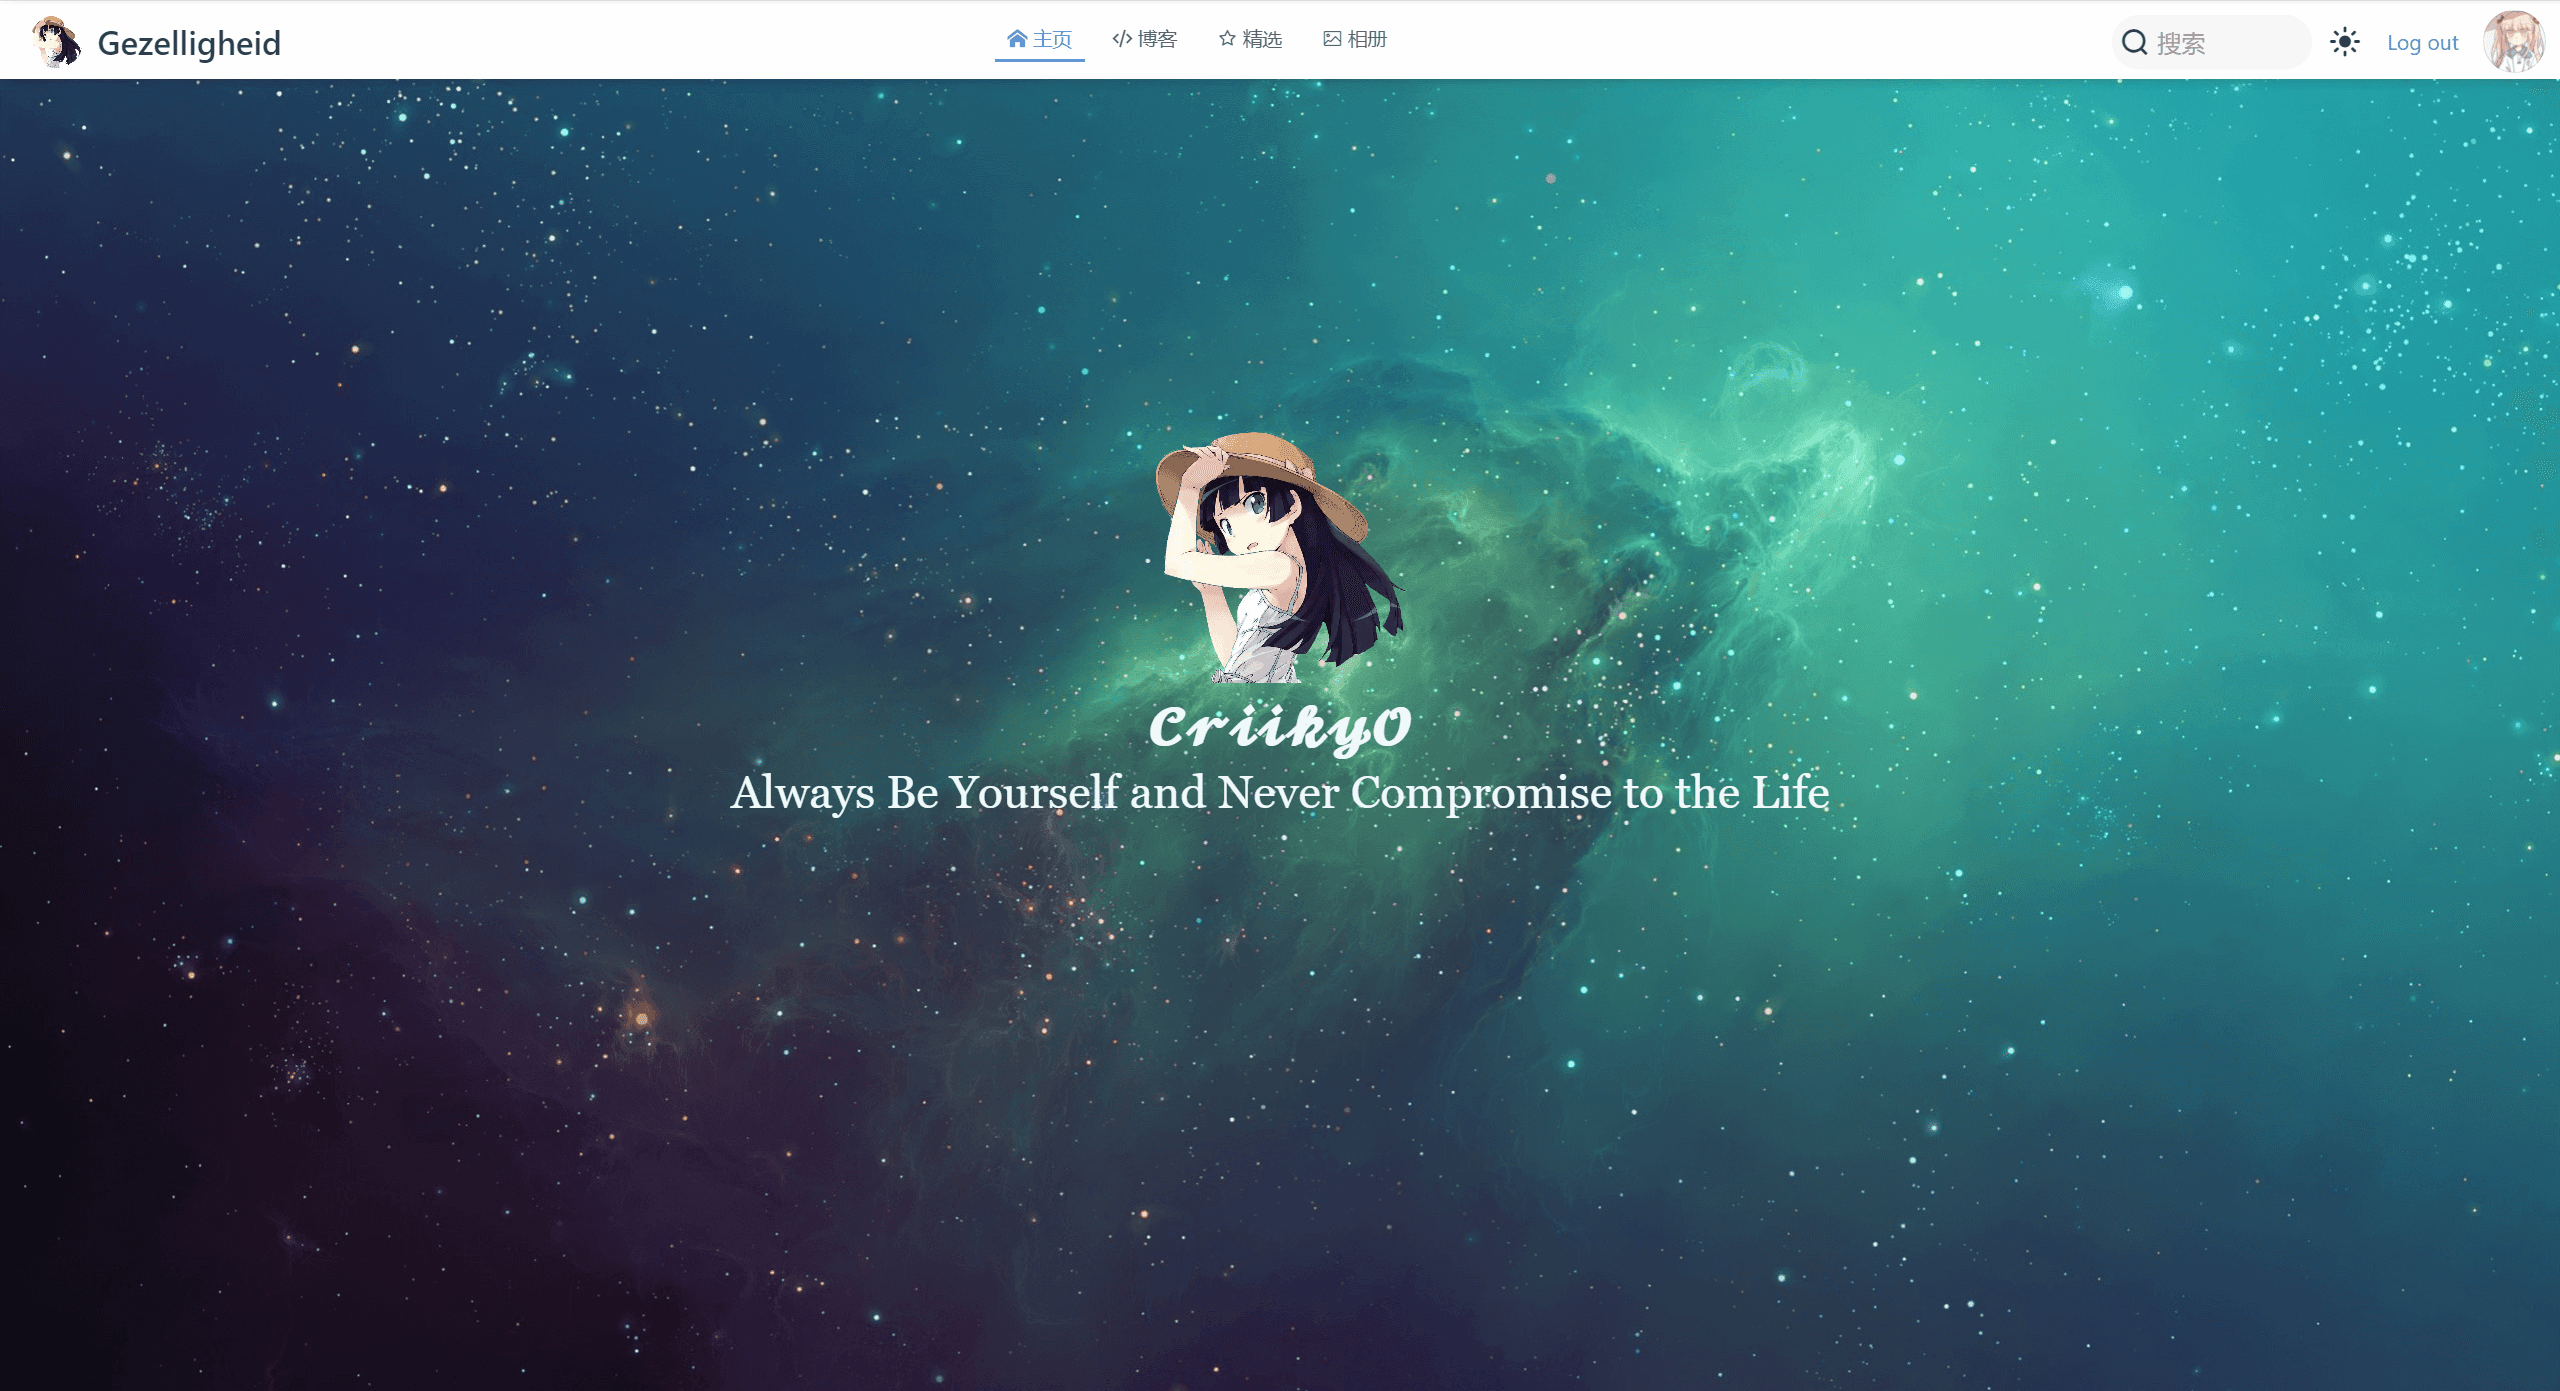 Gezelligheid
主页
博客
精选
相册
搜索
Log out
Criiky0
Always Be Yourself and Never Compromise to the Life